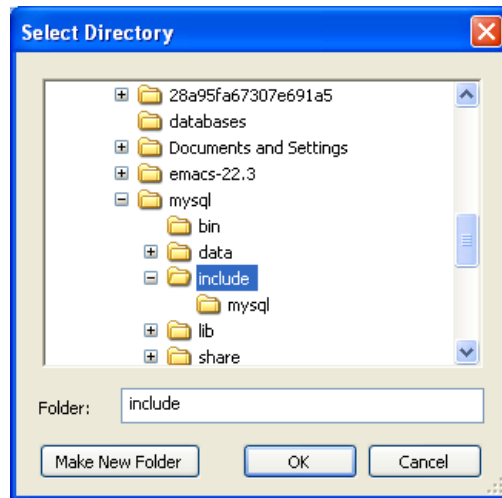 Select Directory
28a95fa67307e691a5
databases
Documents and Settings
emacs-22.3
mysql
bin
data
include
mysql
lib
share
Folder: include
Make New Folder OK Cancel